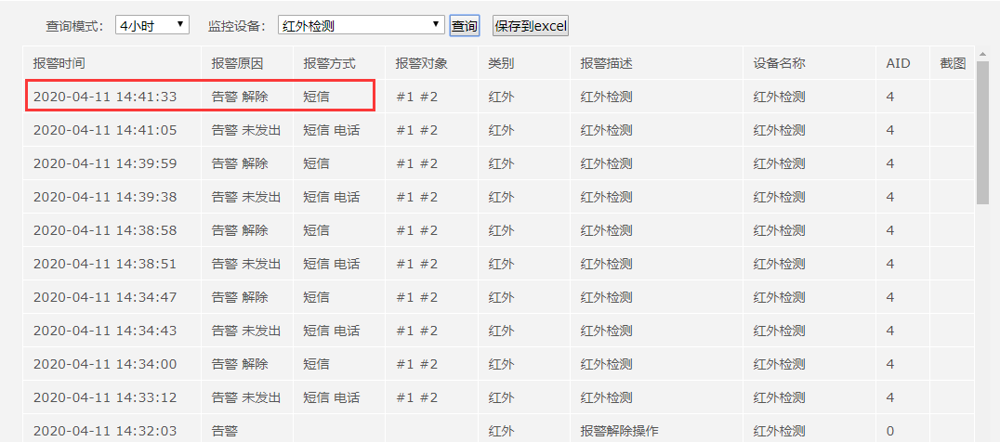 查询模式: 4小时 监控设备: 红外检测 查询 保存到excel
报警时间 报警原因 报警方式 报警对象 类别 报警描述 设备名称 AID 截图
2020-04-11 14:41:33 告警 解除 短信 #1 #2 红外 红外检测 红外检测 4
2020-04-11 14:41:05 告警 未发出 短信 电话 #1 #2 红外 红外检测 红外检测 4
2020-04-11 14:39:59 告警 解除 短信 #1 #2 红外 红外检测 红外检测 4
2020-04-11 14:39:38 告警 未发出 短信 电话 #1 #2 红外 红外检测 红外检测 4
2020-04-11 14:38:58 告警 解除 短信 #1 #2 红外 红外检测 红外检测 4
2020-04-11 14:38:51 告警 未发出 短信 电话 #1 #2 红外 红外检测 红外检测 4
2020-04-11 14:34:47 告警 解除 短信 #1 #2 红外 红外检测 红外检测 4
2020-04-11 14:34:43 告警 未发出 短信 电话 #1 #2 红外 红外检测 红外检测 4
2020-04-11 14:34:00 告警 解除 短信 #1 #2 红外 红外检测 红外检测 4
2020-04-11 14:33:12 告警 未发出 短信 电话 #1 #2 红外 红外检测 红外检测 4
2020-04-11 14:32:03 告警 红外 报警解除操作 红外检测 0